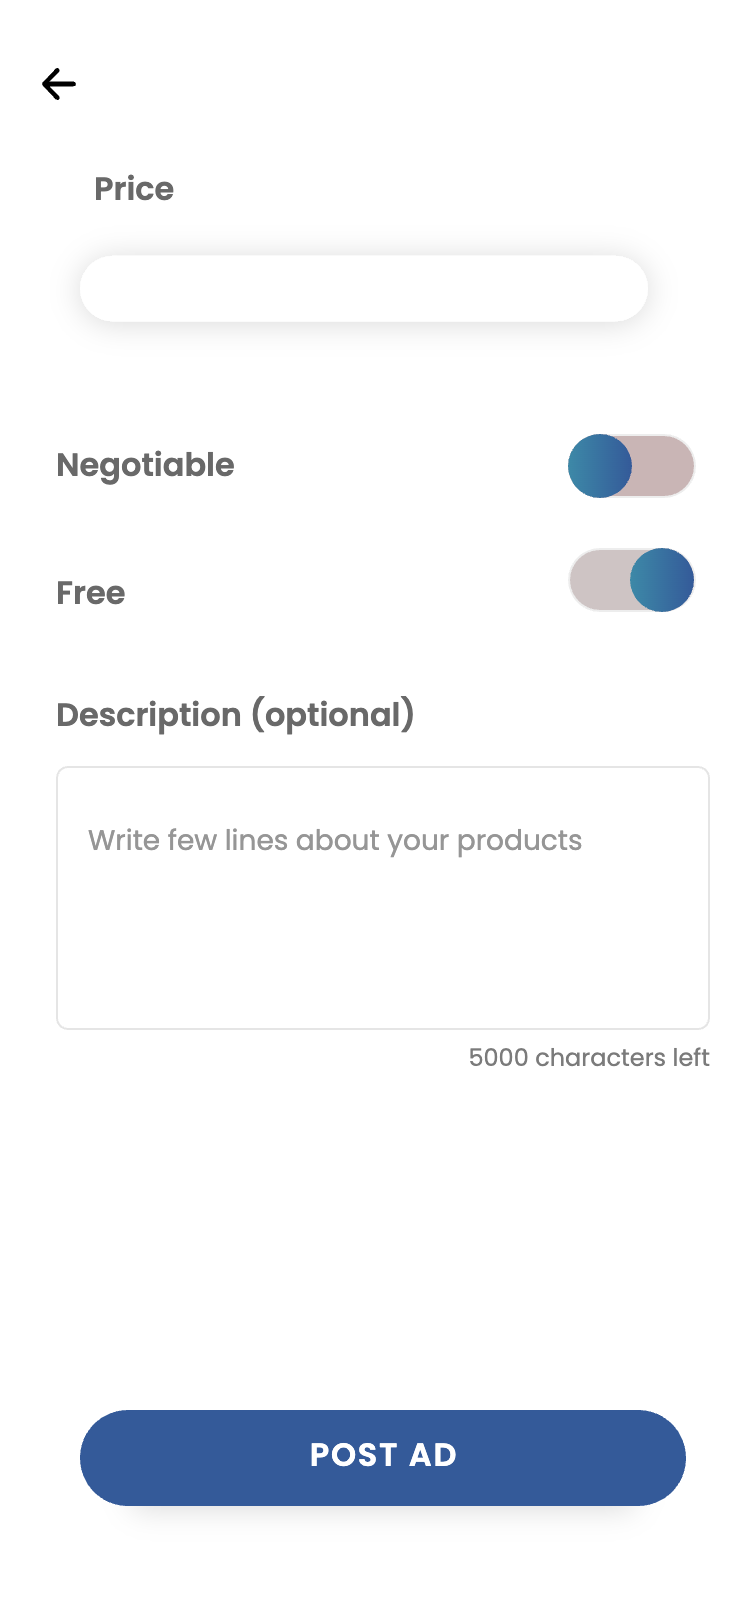 Price
Negotiable
Free
Description (optional)
Write few lines about your products
5000 characters left
POST AD